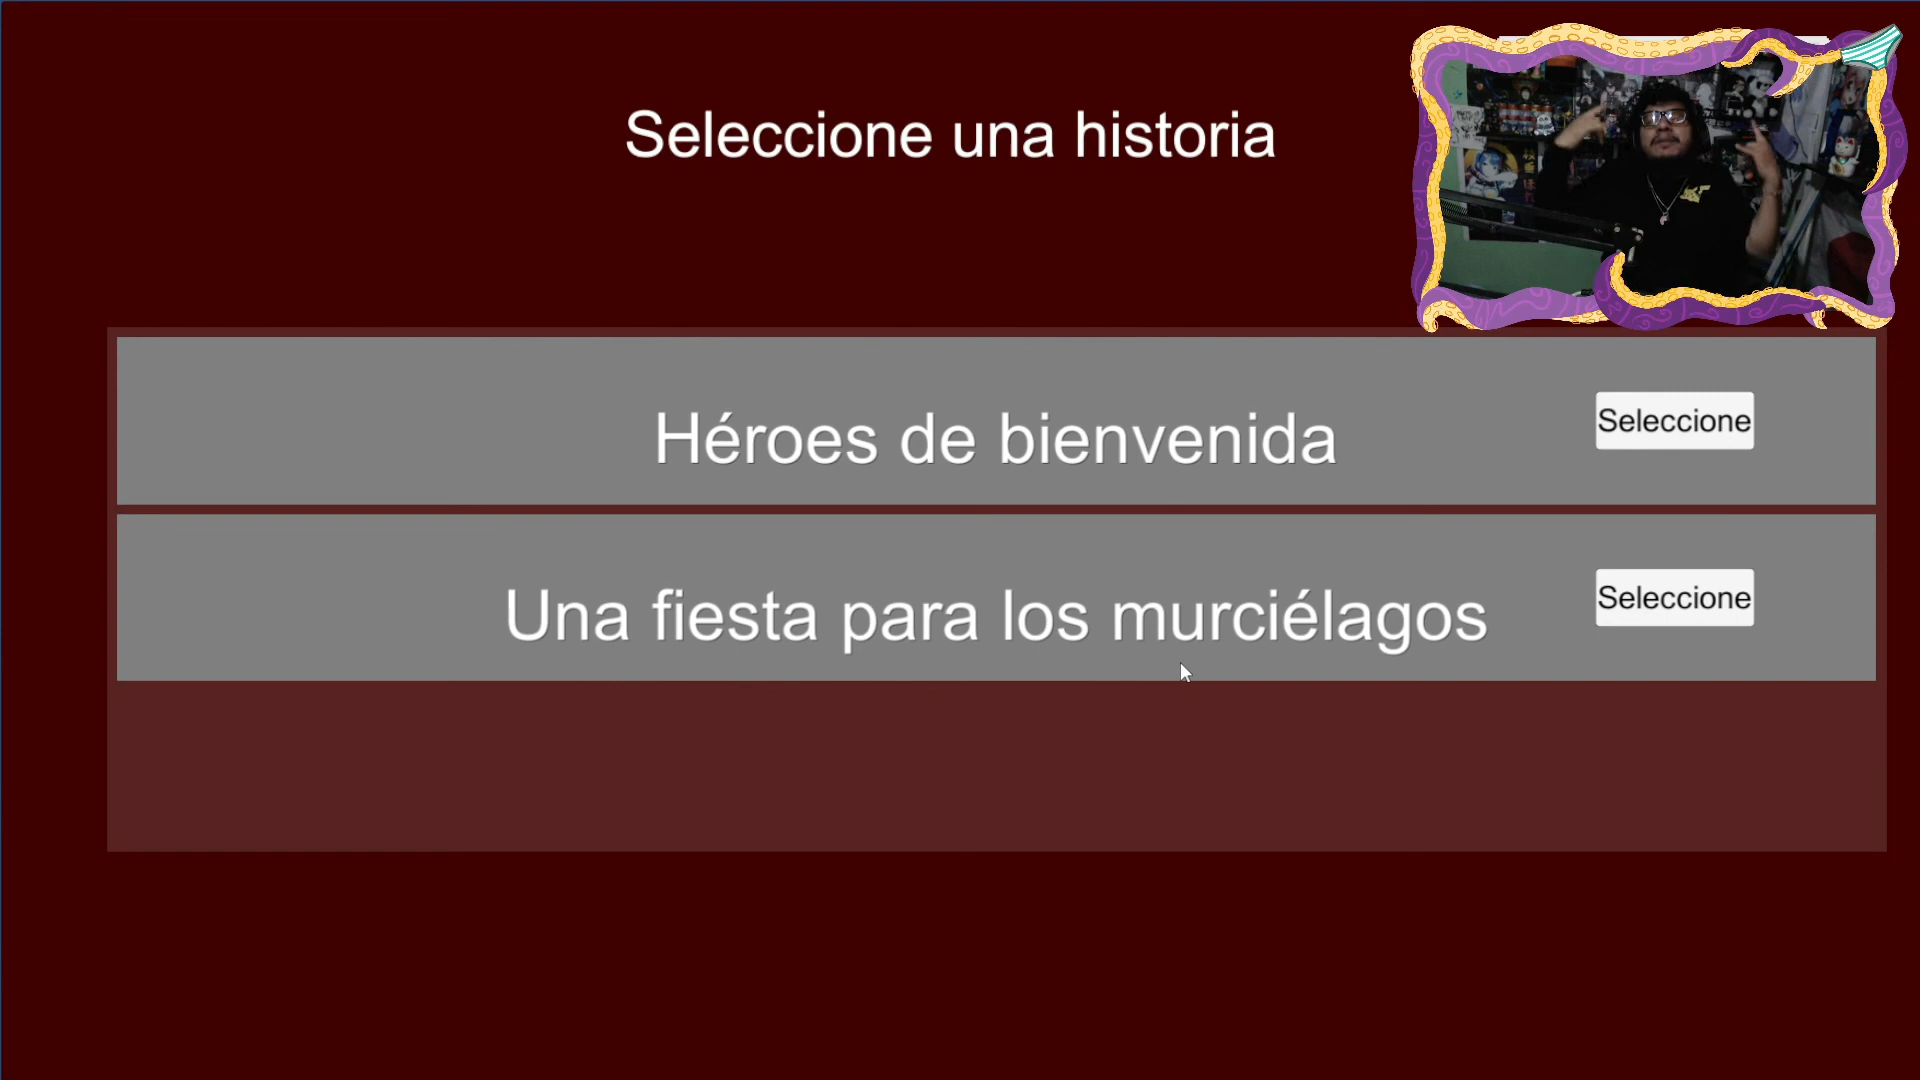 Seleccione una historia
Héroes de bienvenida
Seleccione
Una fiesta para los murciélagos
Seleccione